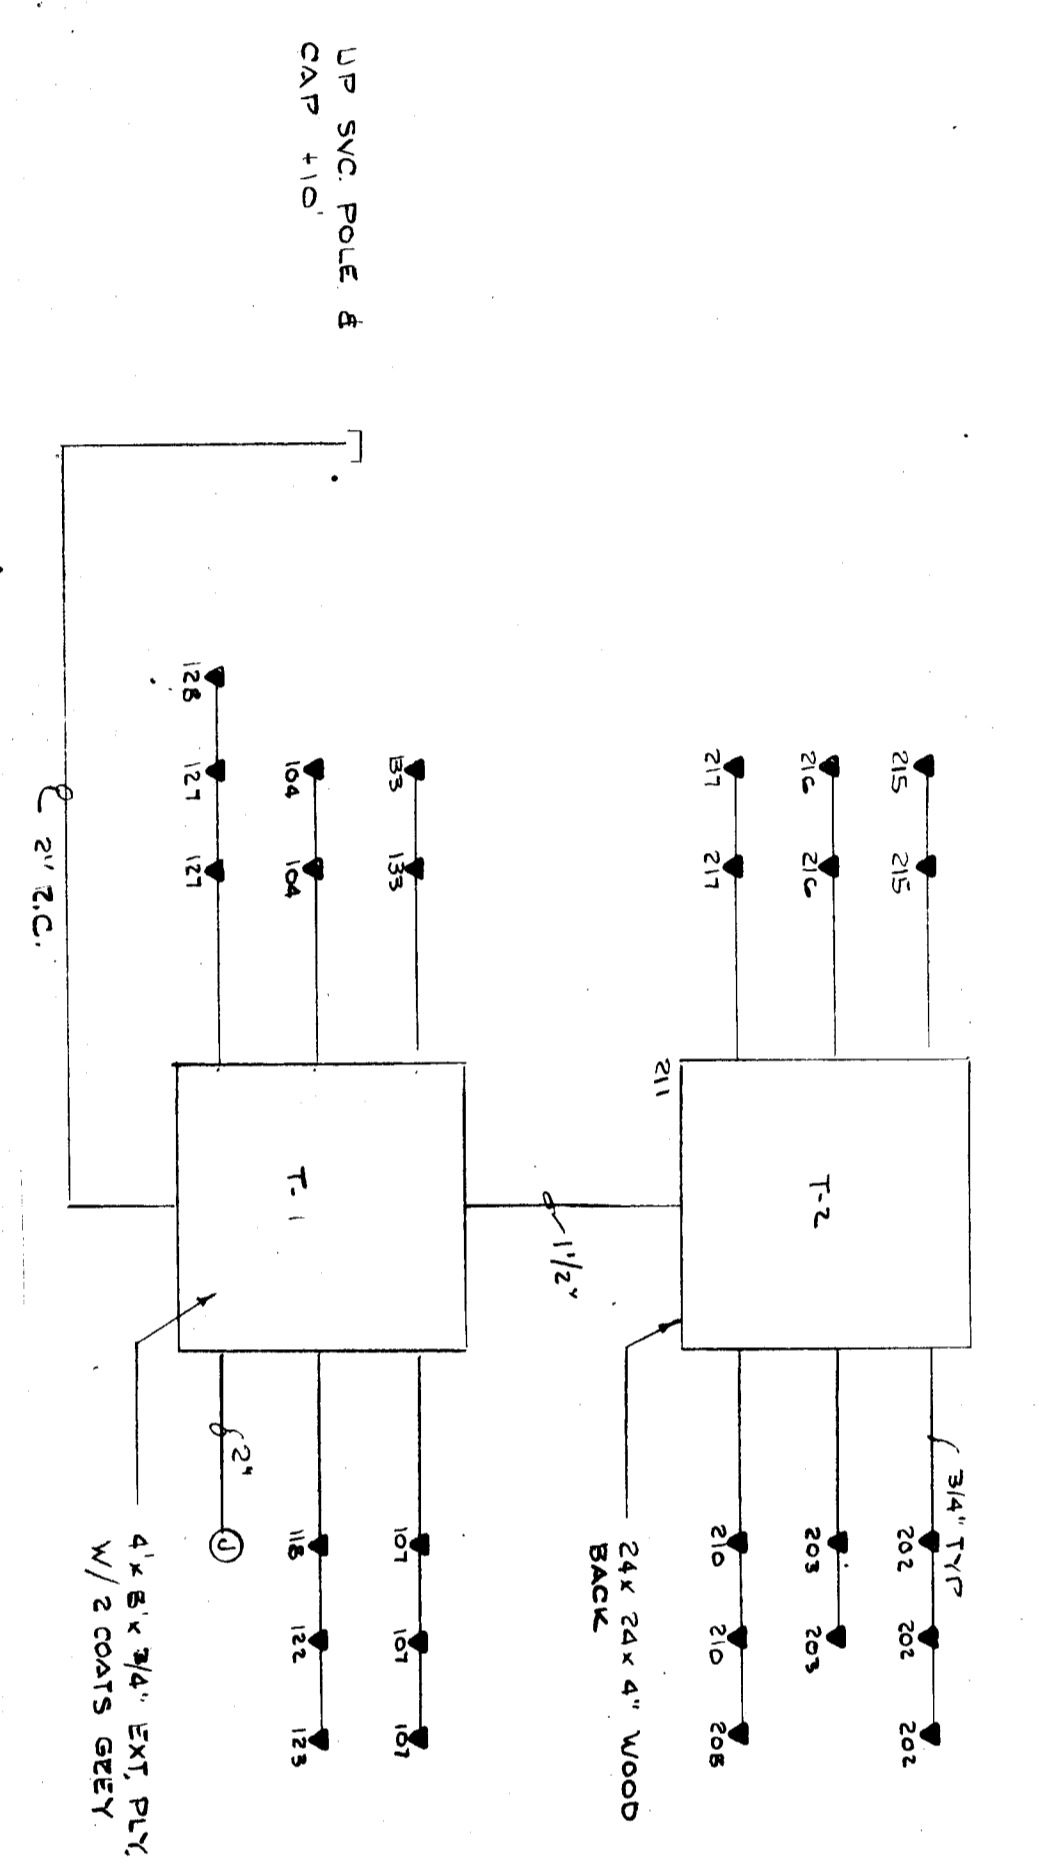 3/4" TYP
215 215 202 202 202
216 216 T-2 203 203
217 217 210 210 208
211
24 x 24 x 4" WOOD
BACK
1 1/2"
133 133 107 107 107
UP SVC. POLE &
CAP +10'
104 104 T-1 118 122 123
2"
J
128 127 127
4' x 8' x 3/4" EXT. PLY.
W/ 2 COATS GREY.
2" R.C.